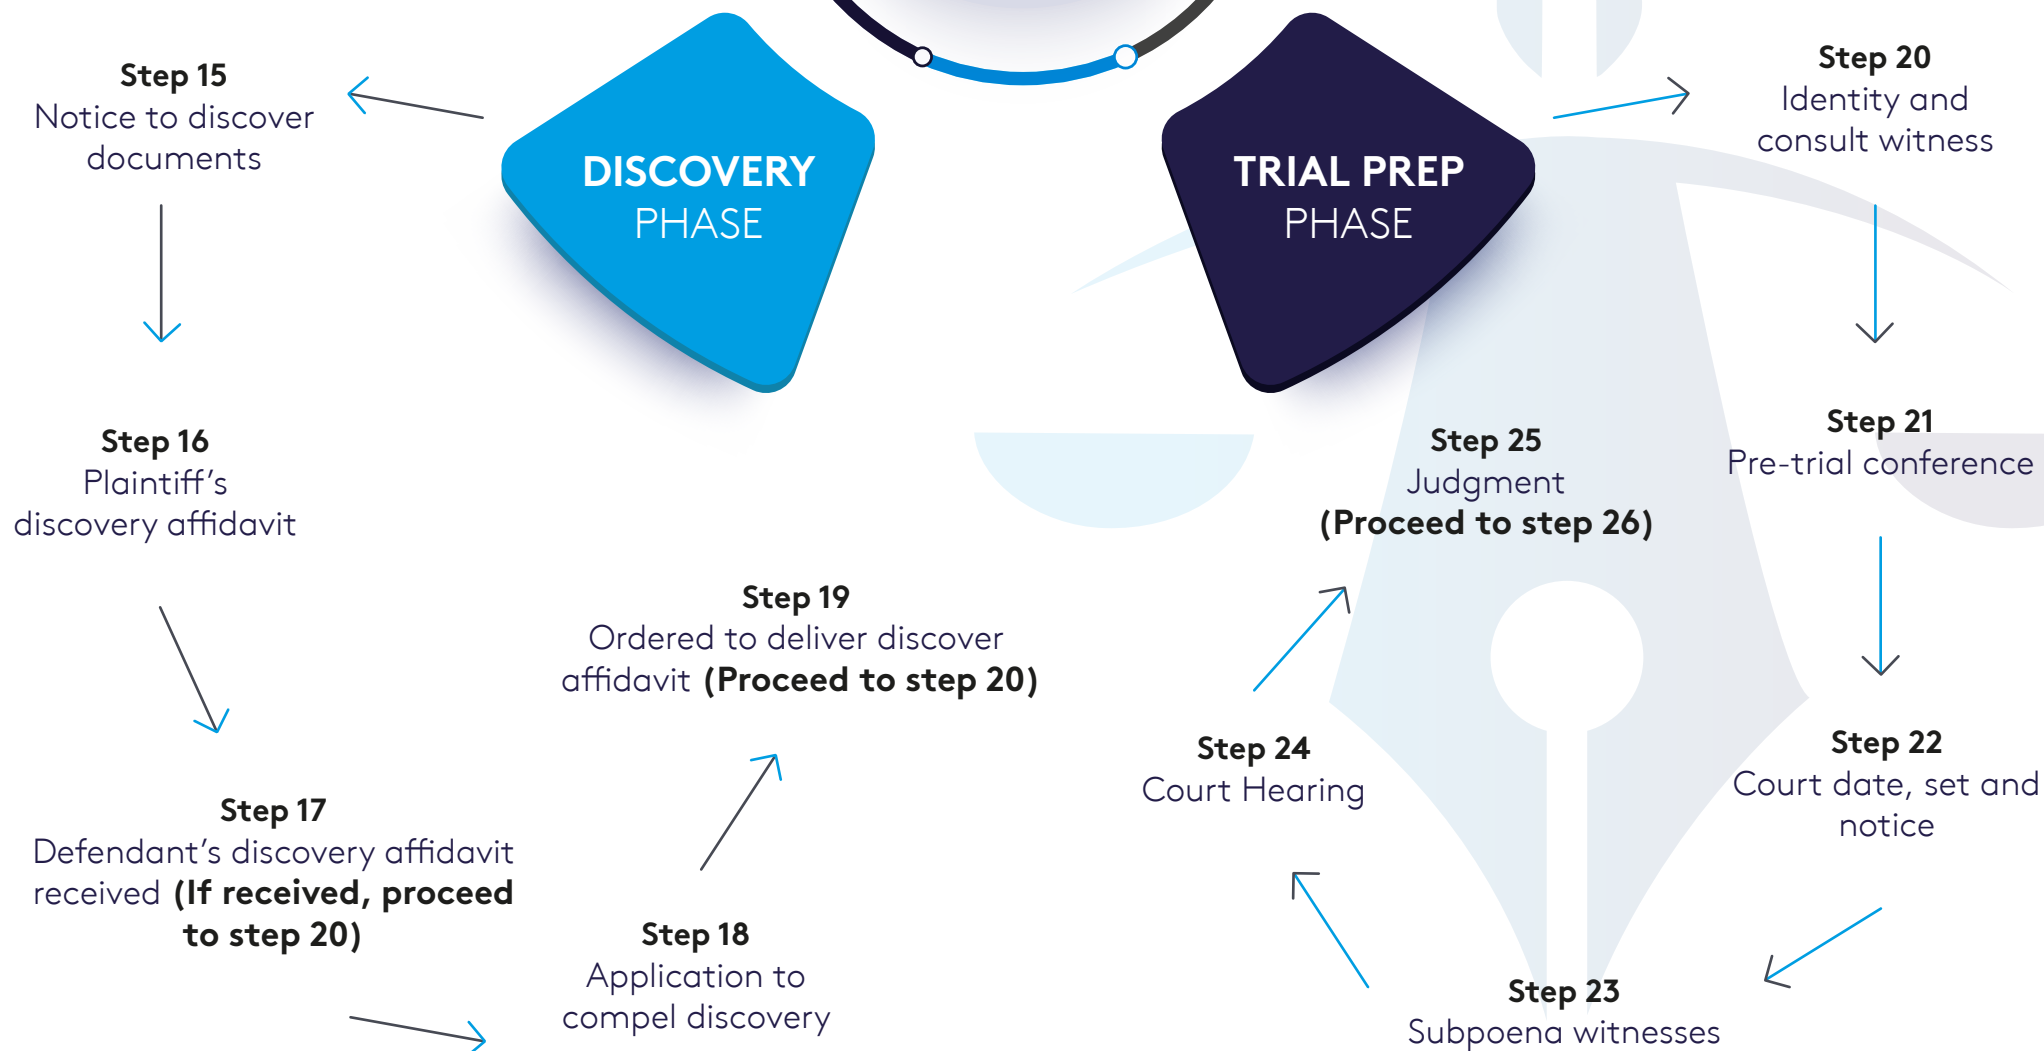 DISCOVERY
PHASE
Step 15
Notice to discover
documents
Step 16
Plaintiff's
discovery affidavit
Step 17
Defendant's discovery affidavit
received (If received, proceed
to step 20)
Step 18
Application to
compel discovery
Step 19
Ordered to deliver discover
affidavit (Proceed to step 20)
TRIAL PREP
PHASE
Step 20
Identity and
consult witness
Step 21
Pre-trial conference
Step 22
Court date, set and
notice
Step 23
Subpoena witnesses
Step 24
Court Hearing
Step 25
Judgment
(Proceed to step 26)